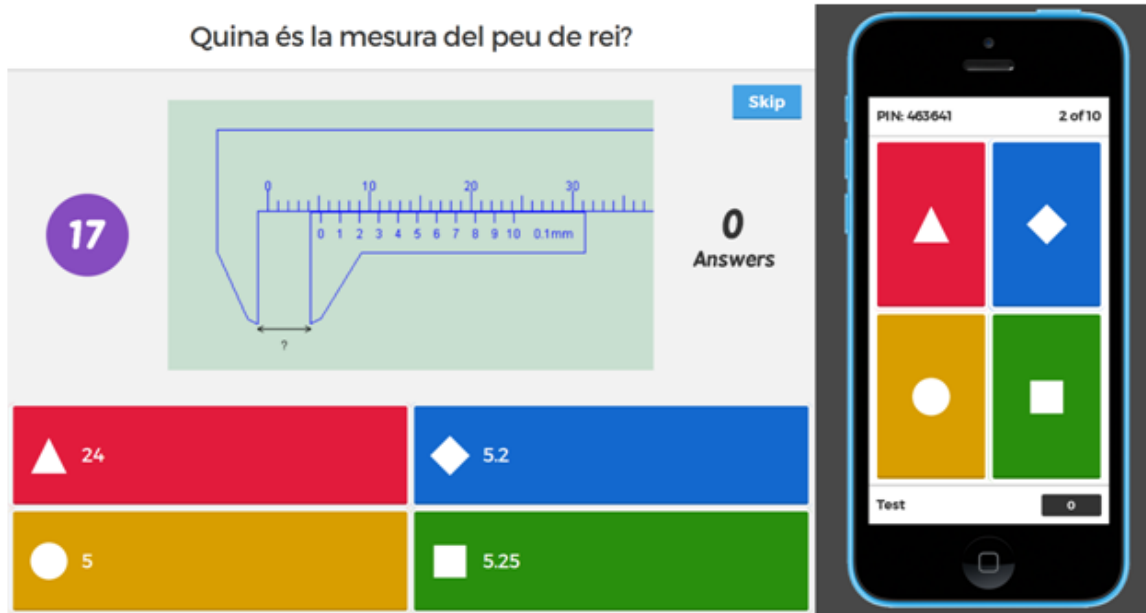 Quina és la mesura del peu de rei?
Skip
17
0 10 20 30
0 1 2 3 4 5 6 7 8 9 10 0.1mm
?
0
Answers
24
5.2
5
5.25
PIN: 463641 2 of 10
Test 0